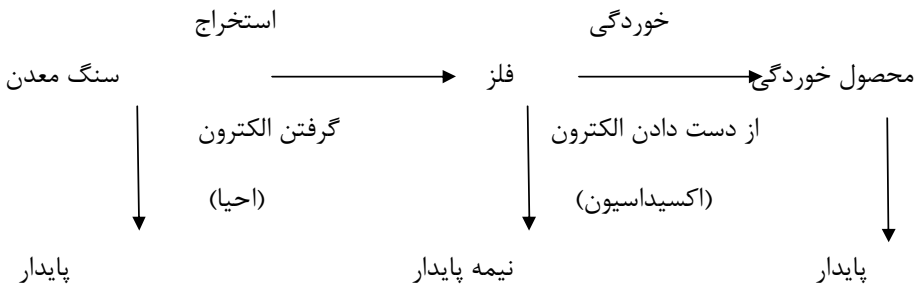 استخراج خوردگی
سنگ معدن فلز محصول خوردگی
گرفتن الکترون از دست دادن الکترون
(احیا) (اکسیداسیون)
پایدار نیمه پایدار پایدار